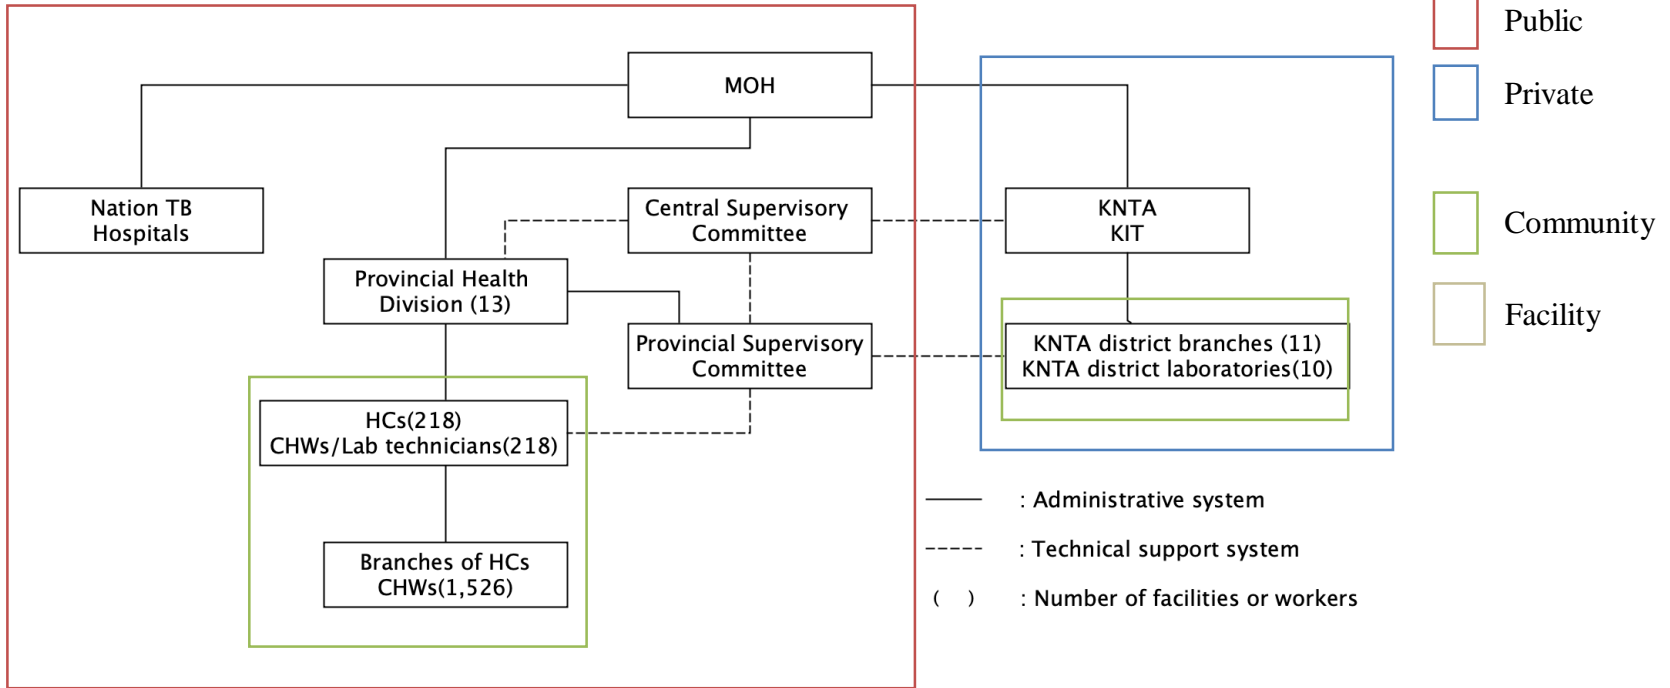 MOH
Nation TB
Hospitals
Central Supervisory
Committee
KNTA
KIT
Provincial Health
Division (13)
Provincial Supervisory
Committee
KNTA district branches (11)
KNTA district laboratories(10)
HCs(218)
CHWs/Lab technicians(218)
Branches of HCs
CHWs(1,526)
: Administrative system
: Technical support system
( ) : Number of facilities or workers
Public
Private
Community
Facility